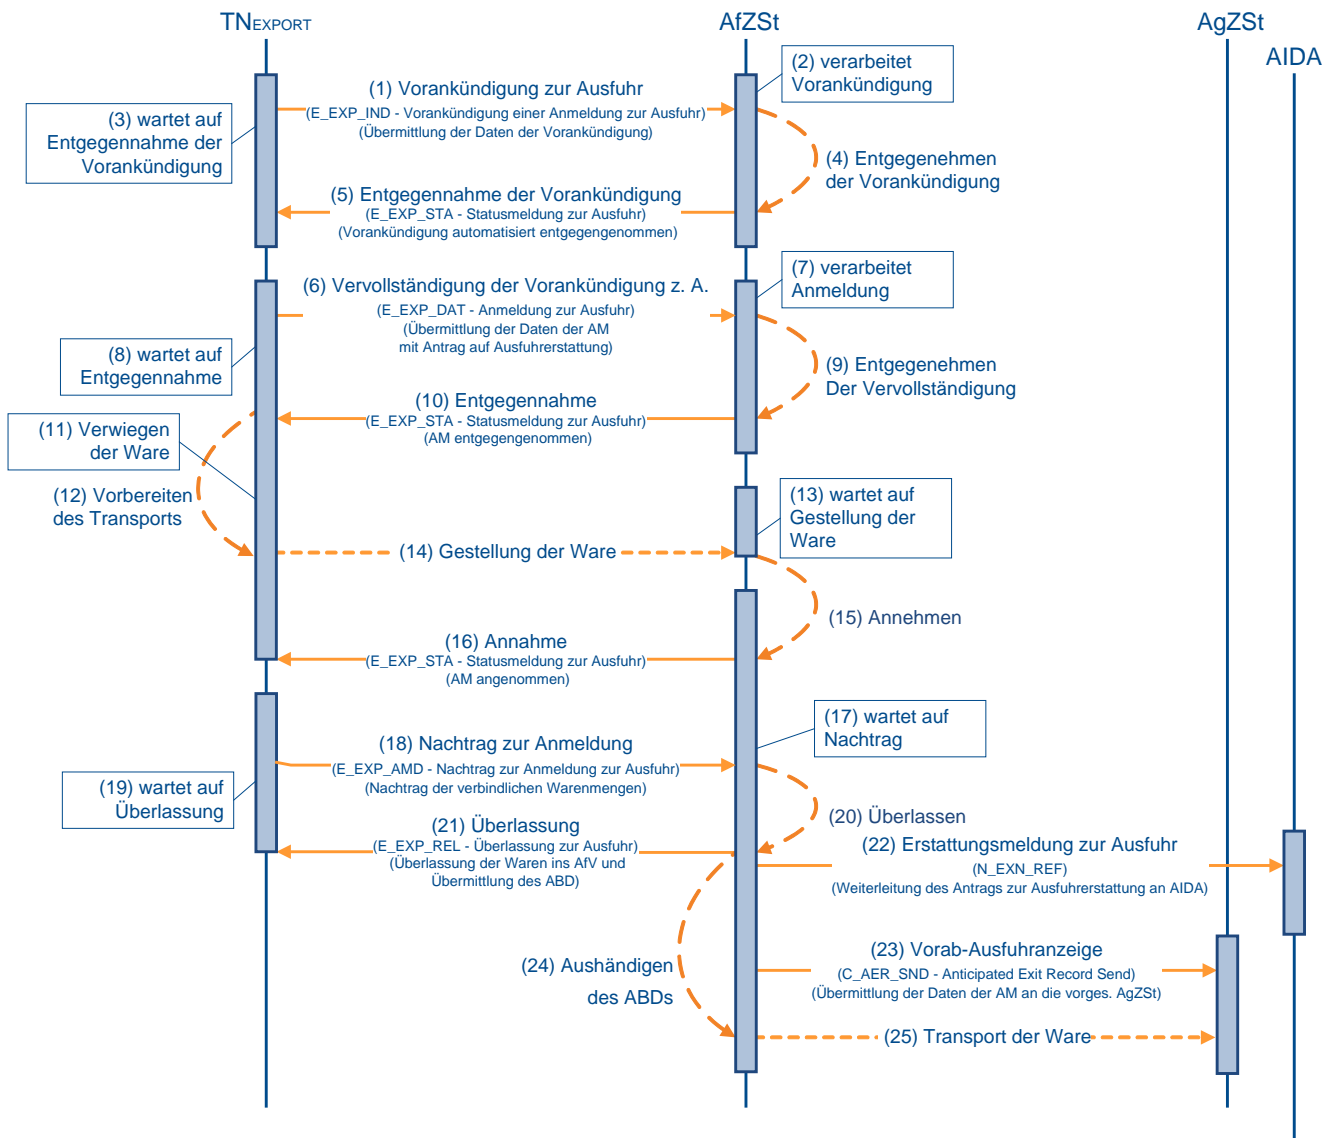 TNEXPORT
AfZSt
AgZSt
AIDA
(1) Vorankündigung zur Ausfuhr
(E_EXP_IND - Vorankündigung einer Anmeldung zur Ausfuhr)
(Übermittlung der Daten der Vorankündigung)
(2) verarbeitet
Vorankündigung
(3) wartet auf
Entgegennahme der
Vorankündigung
(4) Entgegenehmen
der Vorankündigung
(5) Entgegennahme der Vorankündigung
(E_EXP_STA - Statusmeldung zur Ausfuhr)
(Vorankündigung automatisiert entgegengenommen)
(6) Vervollständigung der Vorankündigung z. A.
(E_EXP_DAT - Anmeldung zur Ausfuhr)
(Übermittlung der Daten der AM
mit Antrag auf Ausfuhrerstattung)
(7) verarbeitet
Anmeldung
(8) wartet auf
Entgegennahme
(9) Entgegenehmen
Der Vervollständigung
(10) Entgegennahme
(E_EXP_STA - Statusmeldung zur Ausfuhr)
(AM entgegengenommen)
(11) Verwiegen
der Ware
(12) Vorbereiten
des Transports
(13) wartet auf
Gestellung der
Ware
(14) Gestellung der Ware
(15) Annehmen
(16) Annahme
(E_EXP_STA - Statusmeldung zur Ausfuhr)
(AM angenommen)
(17) wartet auf
Nachtrag
(18) Nachtrag zur Anmeldung
(E_EXP_AMD - Nachtrag zur Anmeldung zur Ausfuhr)
(Nachtrag der verbindlichen Warenmengen)
(19) wartet auf
Überlassung
(20) Überlassen
(21) Überlassung
(E_EXP_REL - Überlassung zur Ausfuhr)
(Überlassung der Waren ins AfV und
Übermittlung des ABD)
(22) Erstattungsmeldung zur Ausfuhr
(N_EXN_REF)
(Weiterleitung des Antrags zur Ausfuhrerstattung an AIDA)
(23) Vorab-Ausfuhranzeige
(C_AER_SND - Anticipated Exit Record Send)
(Übermittlung der Daten der AM an die vorges. AgZSt)
(24) Aushändigen
des ABDs
(25) Transport der Ware